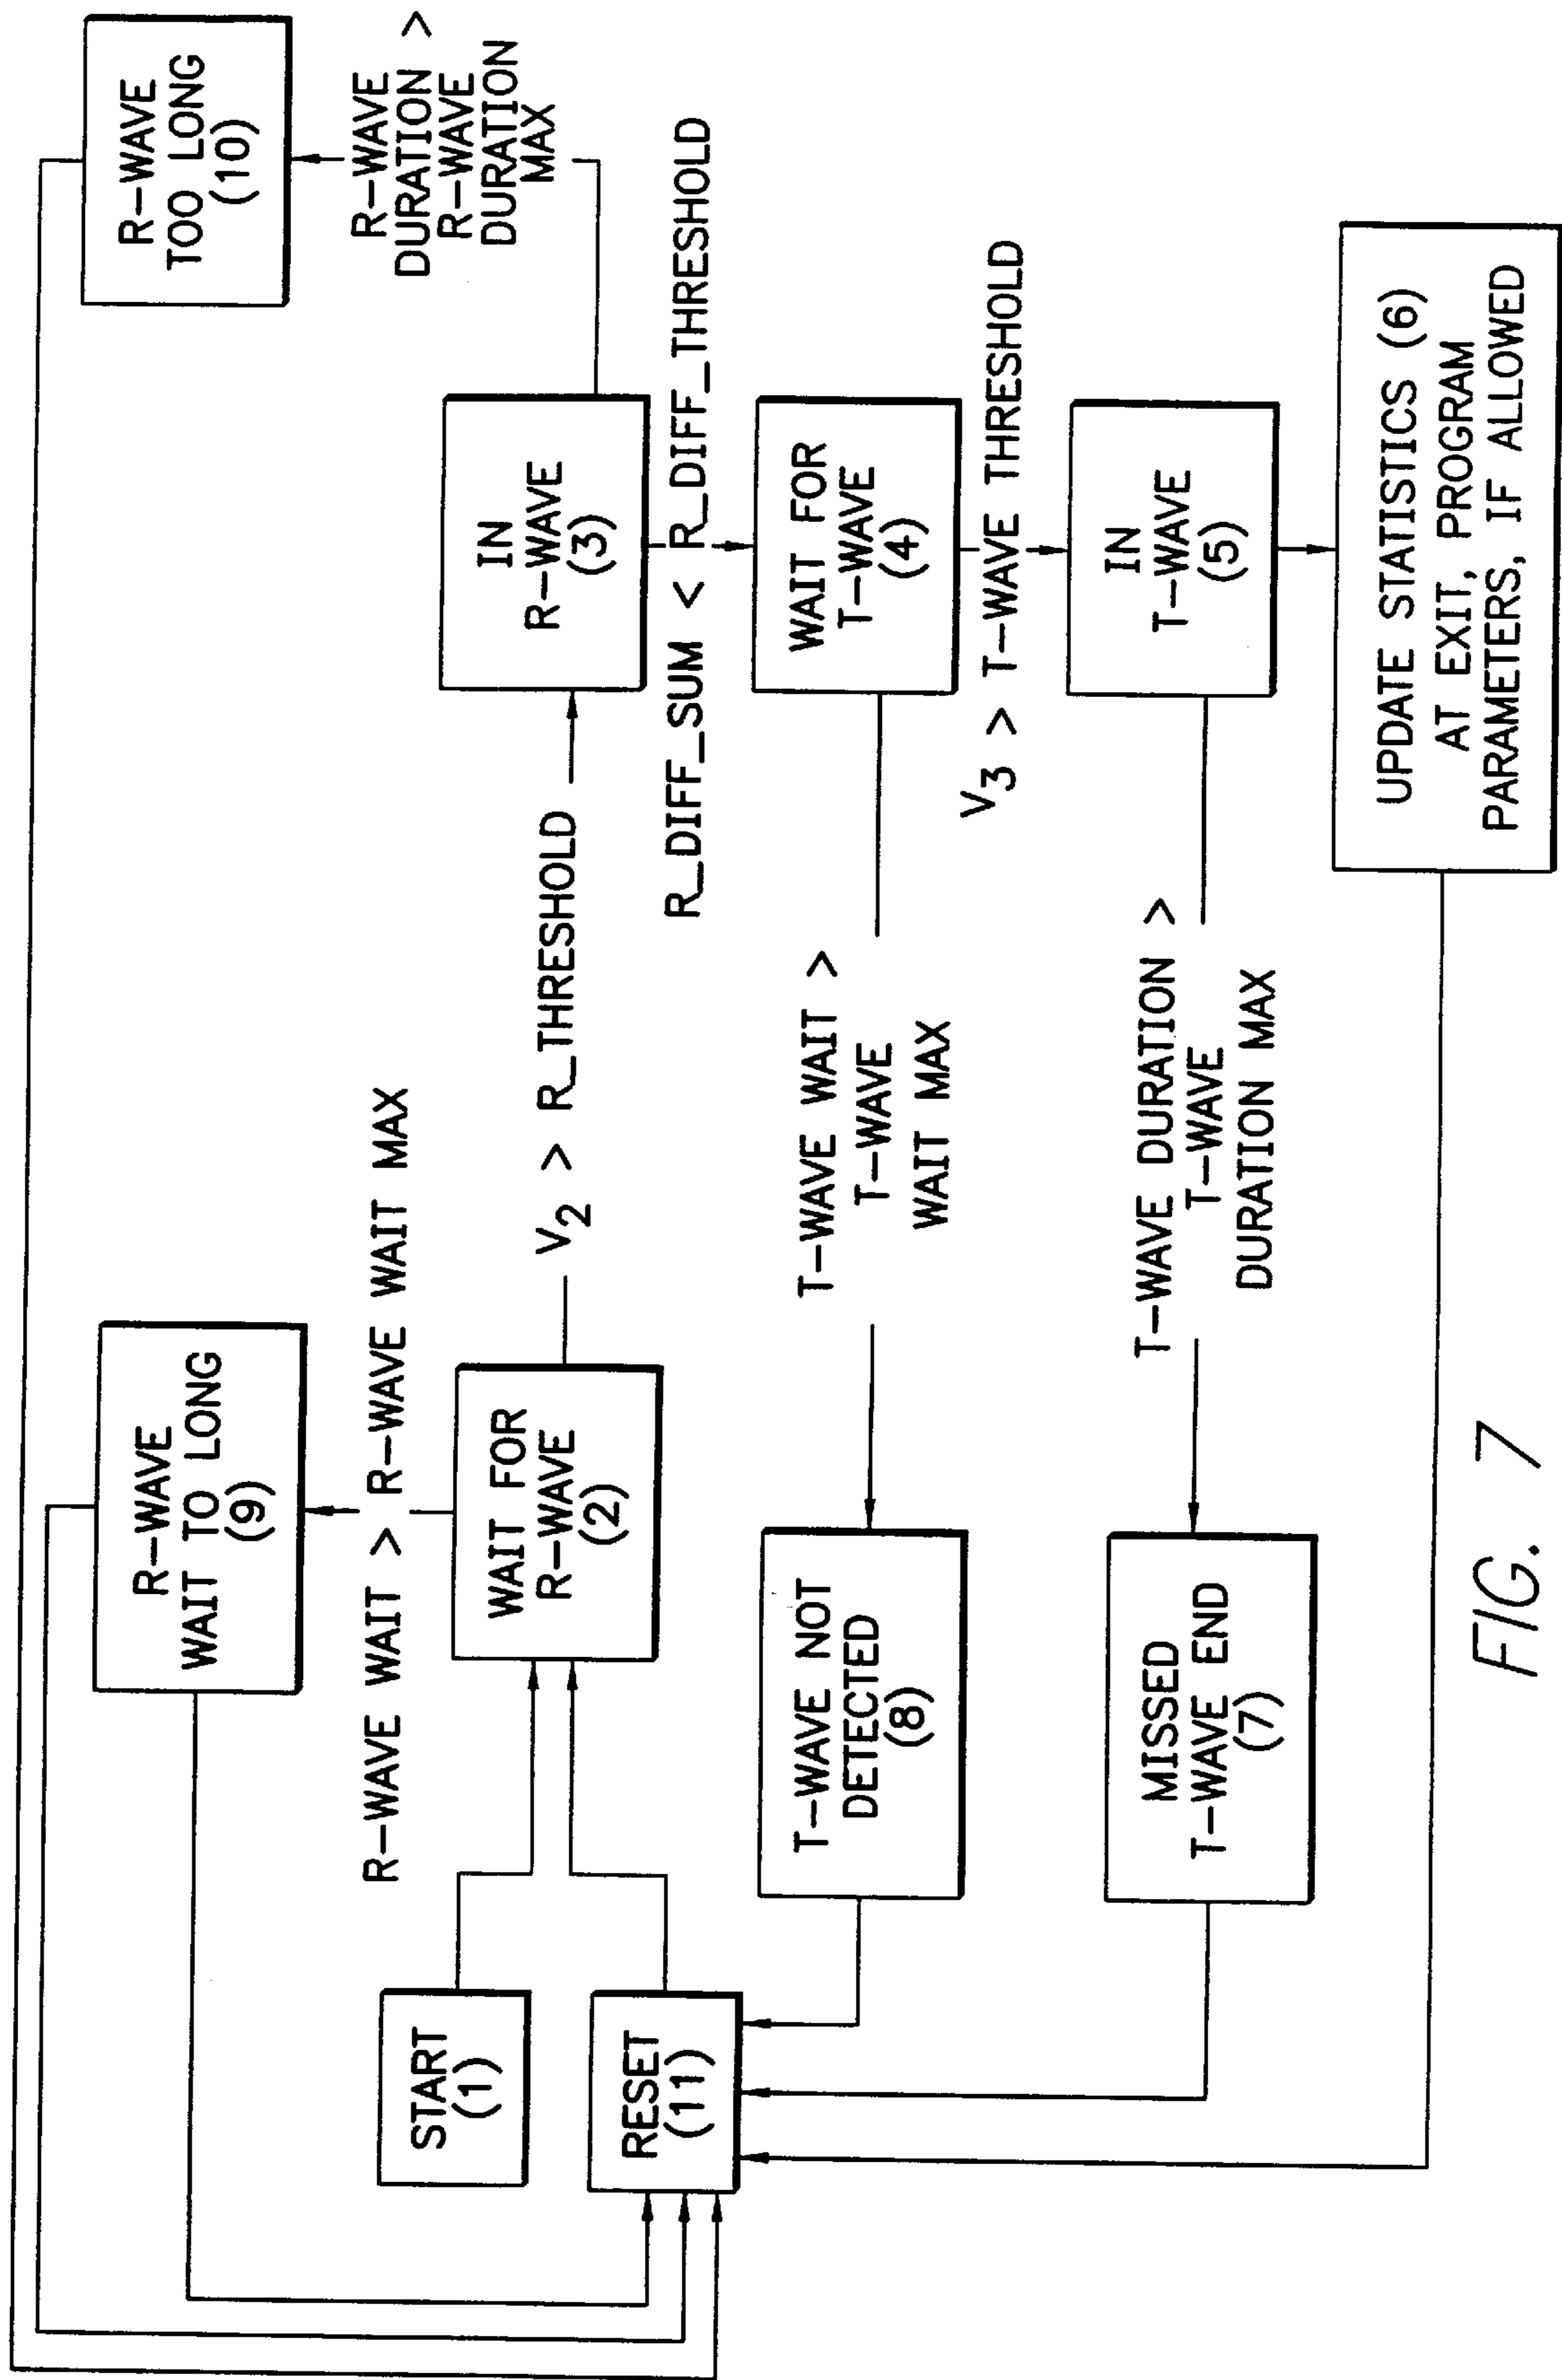 R-WAVE
TOO LONG
(10)
R-WAVE
DURATION >
R-WAVE
DURATION
MAX
R-WAVE
WAIT TO LONG
(9)
R-WAVE WAIT > R-WAVE WAIT MAX
START
(1)
WAIT FOR
R-WAVE
(2)
V2 > R_THRESHOLD
IN
R-WAVE
(3)
RESET
(11)
R_DIFF_SUM < R_DIFF_THRESHOLD
T-WAVE NOT
DETECTED
(8)
T-WAVE WAIT >
T-WAVE
WAIT MAX
WAIT FOR
T-WAVE
(4)
V3 > T-WAVE THRESHOLD
MISSED
T-WAVE END
(7)
T-WAVE DURATION >
T-WAVE
DURATION MAX
IN
T-WAVE
(5)
UPDATE STATISTICS (6)
AT EXIT, PROGRAM
PARAMETERS, IF ALLOWED
FIG. 7